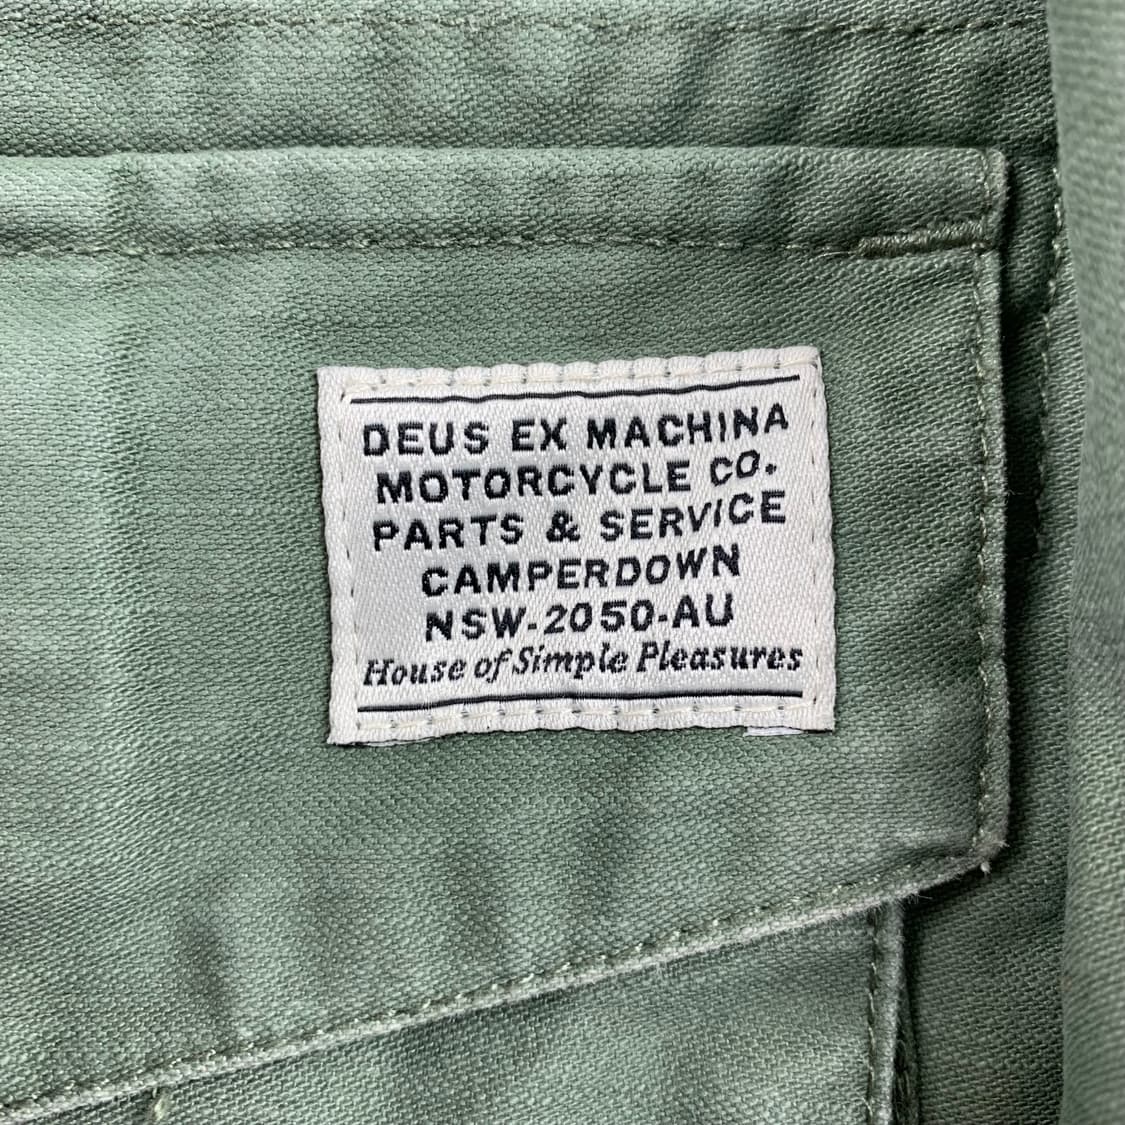 DEUS EX MACHINA
MOTORCYCLE CO.
PARTS & SERVICE
CAMPERDOWN
NSW-2050-AU
House of Simple Pleasures